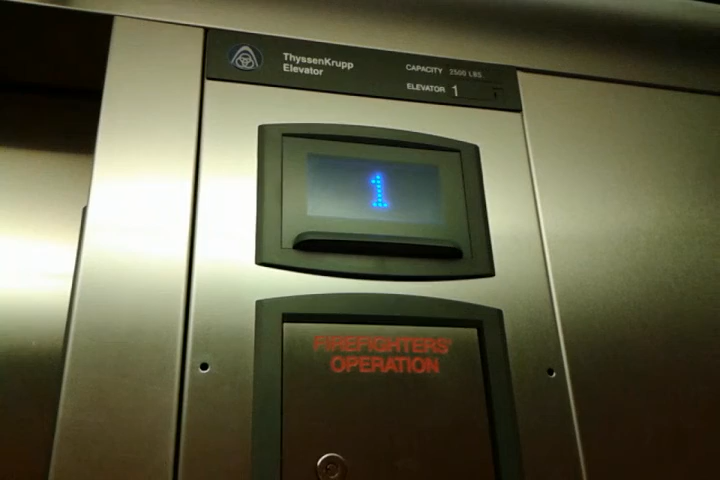 ThyssenKrupp
Elevator
CAPACITY 3500 LBS.
ELEVATOR 1
1
FIREFIGHTERS'
OPERATION